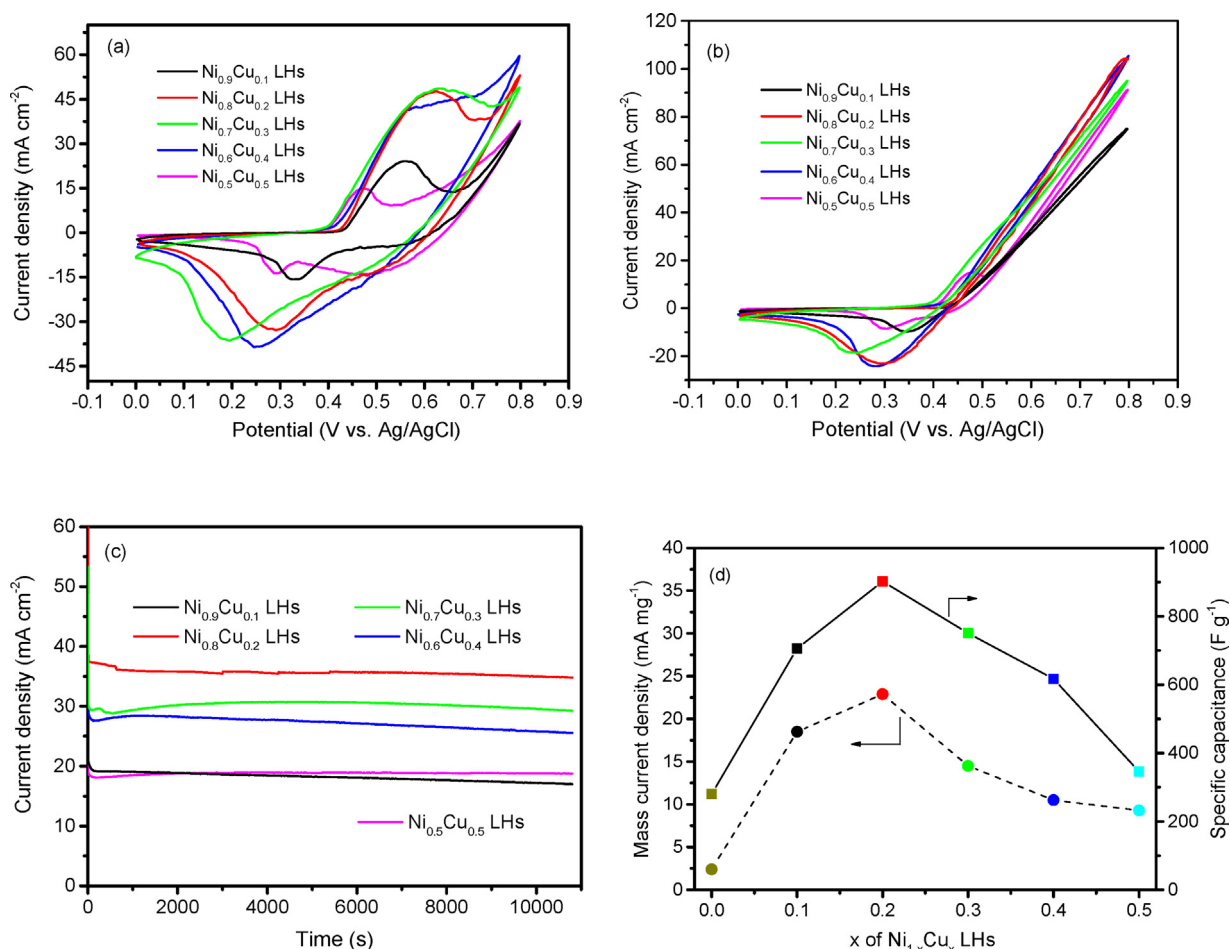 (a)
Ni0.9Cu0.1 LHs
Ni0.8Cu0.2 LHs
Ni0.7Cu0.3 LHs
Ni0.6Cu0.4 LHs
Ni0.5Cu0.5 LHs
60
45
30
15
0
-15
-30
-45
Current density (mA cm-2)
-0.1 0.0 0.1 0.2 0.3 0.4 0.5 0.6 0.7 0.8 0.9
Potential (V vs. Ag/AgCl)
(b)
Ni0.9Cu0.1 LHs
Ni0.8Cu0.2 LHs
Ni0.7Cu0.3 LHs
Ni0.6Cu0.4 LHs
Ni0.5Cu0.5 LHs
120
100
80
60
40
20
0
-20
Current density (mA cm-2)
-0.1 0.0 0.1 0.2 0.3 0.4 0.5 0.6 0.7 0.8 0.9
Potential (V vs. Ag/AgCl)
(c)
Ni0.9Cu0.1 LHs
Ni0.8Cu0.2 LHs
Ni0.7Cu0.3 LHs
Ni0.6Cu0.4 LHs
Ni0.5Cu0.5 LHs
60
50
40
30
20
10
0
Current density (mA cm-2)
0 2000 4000 6000 8000 10000
Time (s)
(d)
40
35
30
25
20
15
10
5
0
Mass current density (mA mg-1)
1000
800
600
400
200
0
Specific capacitance (F g-1)
0.0 0.1 0.2 0.3 0.4 0.5
x of Ni1-xCux LHs